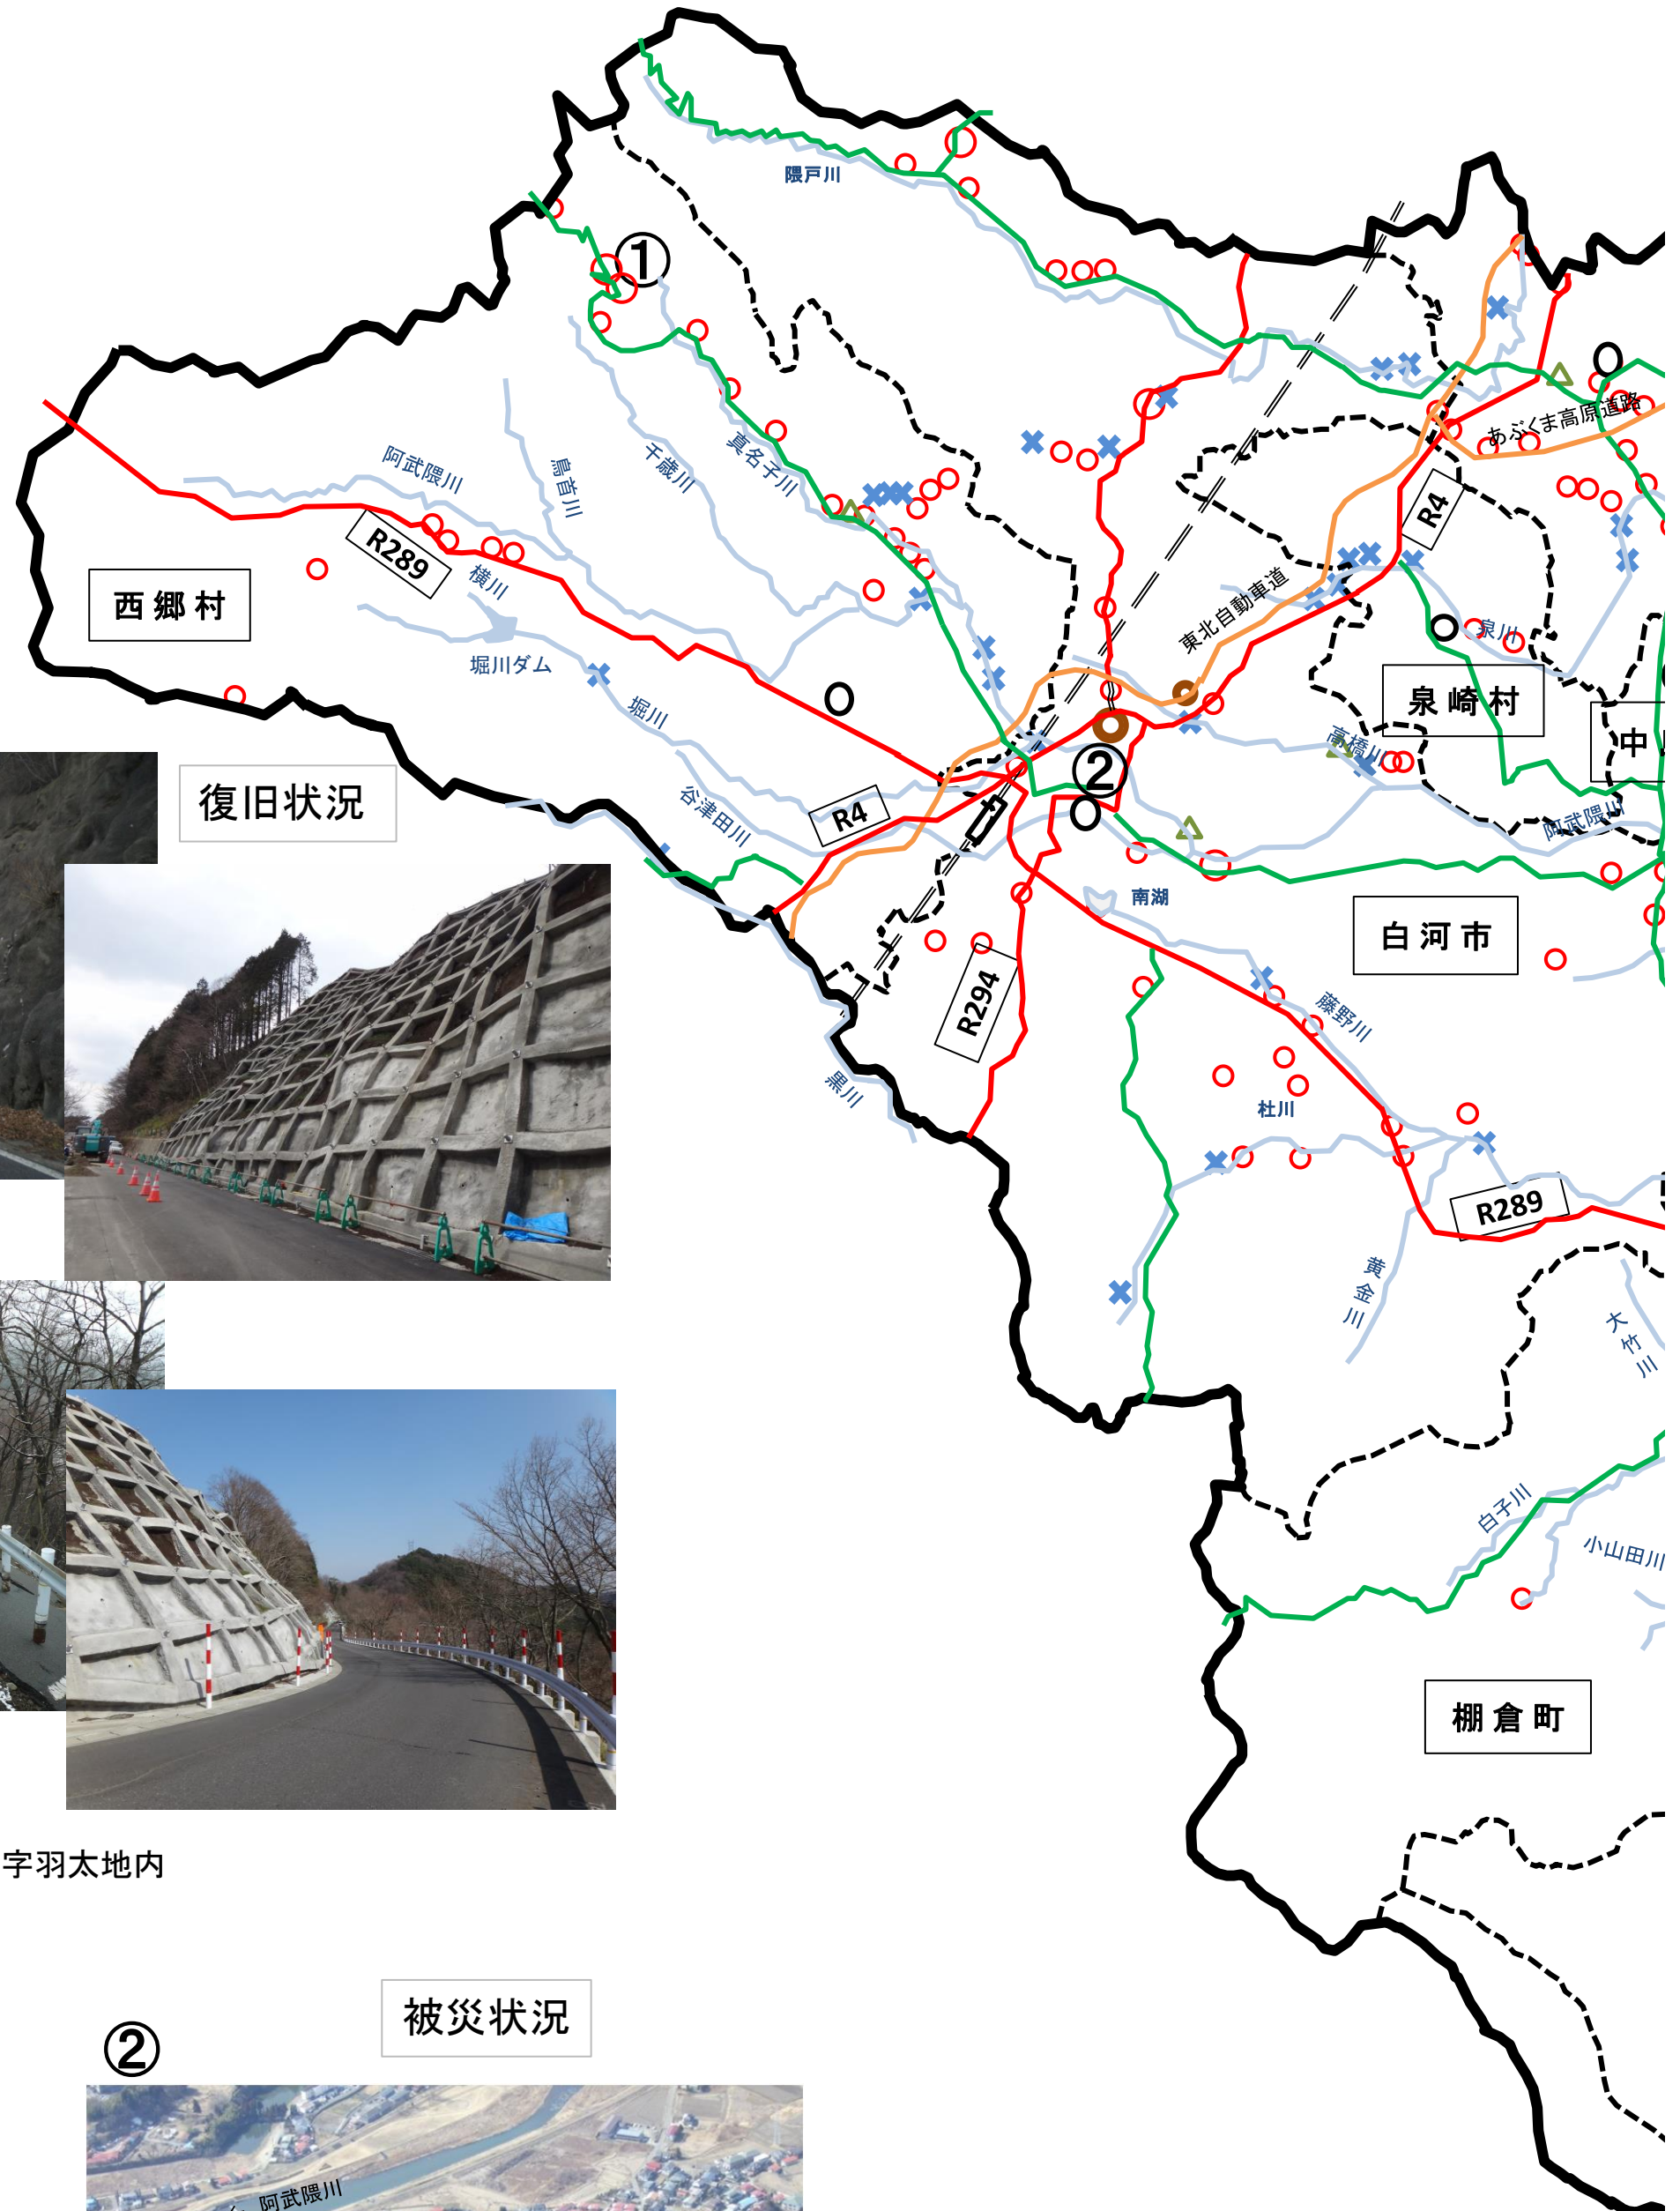 隈戸川
①
あぶくま高原道路
真名子川
千歳川
鳥首川
阿武隈川
R4
R289
横川
西郷村
東北自動車道
泉川
堀川ダム
泉崎村
堀川
中
高橋川
②
復旧状況
谷津田川
R4
阿武隈川
南湖
白河市
R294
藤野川
黒川
杜川
R289
黄金川
大竹川
白子川
小山田川
棚倉町
字羽太地内
被災状況
②
阿武隈川